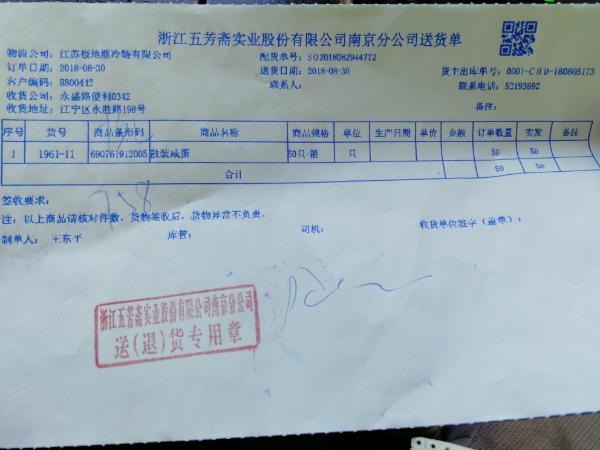 浙江五芳斋实业股份有限公司南京分公司送货单
物流公司: 江苏极地熊冷链有限公司
配货单号: SO2018082944772
订单日期: 2018-08-30
送货日期: 2018-08-30
货主出库单号: 0001-CHD-180805173
客户编码: 8800442
联系人:
联系电话: 52193692
收货公司: 永盛路便利0342
收货地址: 江宁区永胜路198号
备注:
序号 货号 商品条形码 商品名称 商品规格 单位 生产日期 单价 金额 订单数量 实发 备注
1 1961-11 690761912005 散装咸蛋 50只/箱 只 50 50
合计 50 50
签收要求:
注: 以上商品请核对件数, 货物签收后, 货物异常不负责.
制单人: 王东平 库管: 司机: 收货单位签字(盖章):
758
浙江五芳斋实业股份有限公司南京分公司
送(退)货专用章